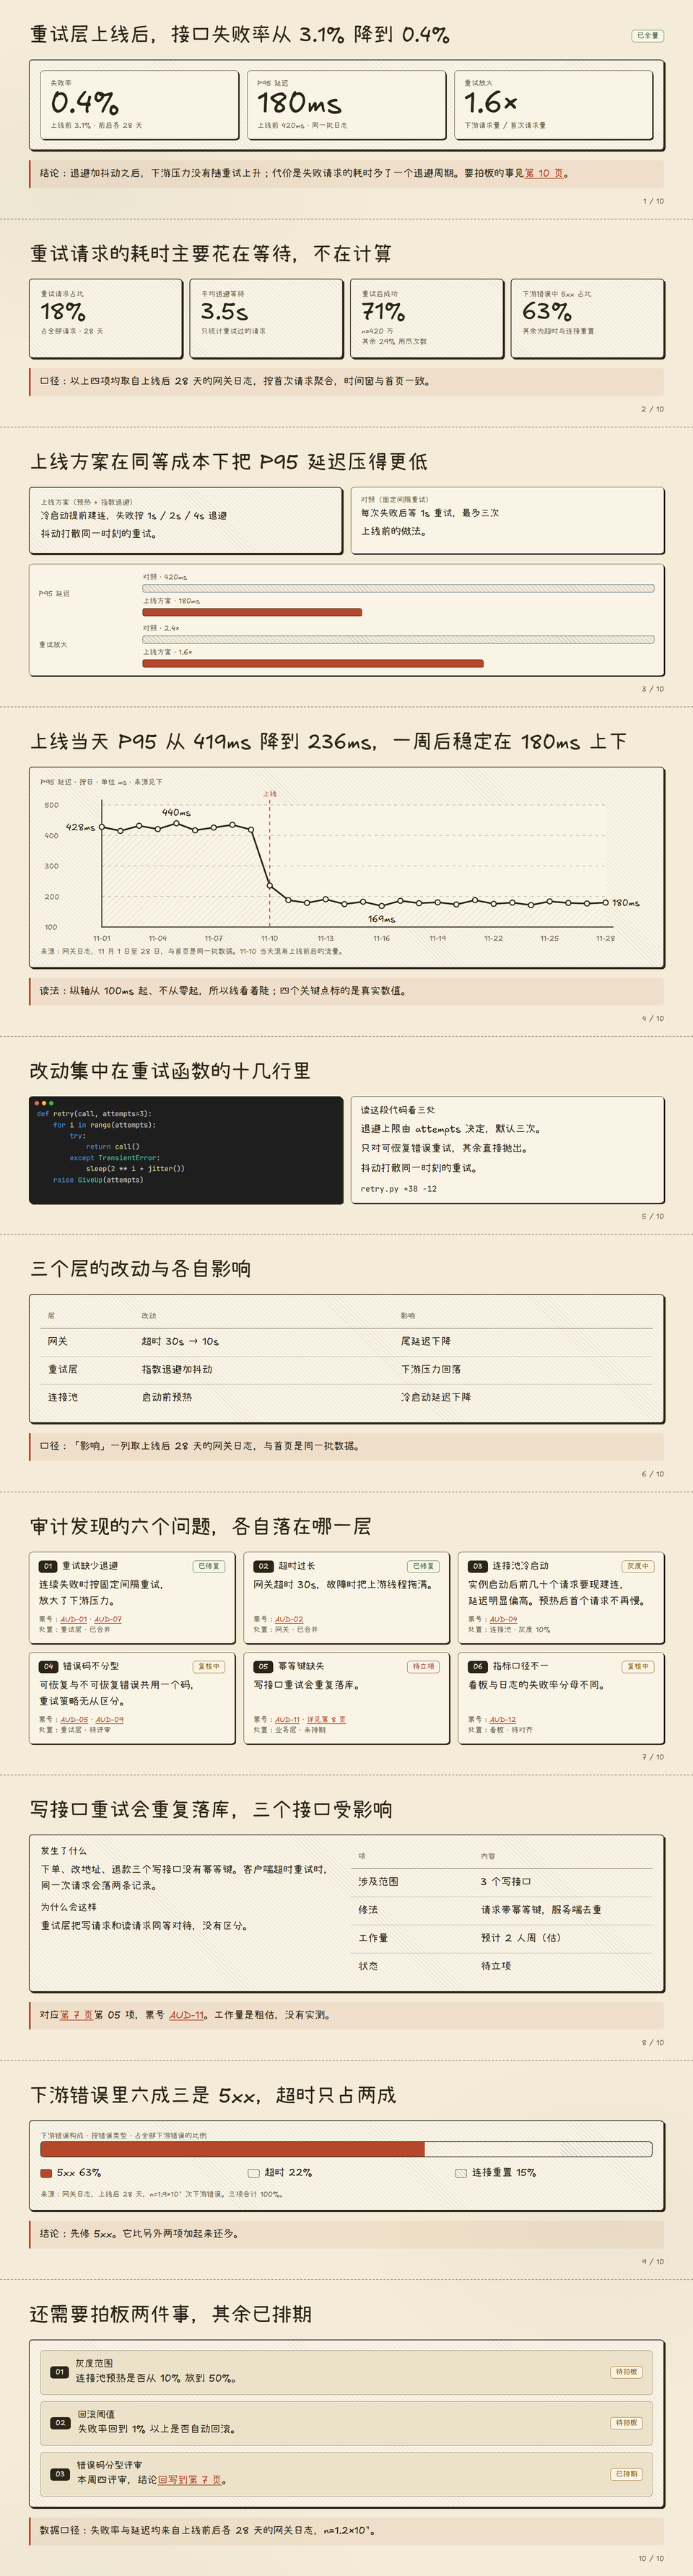 重试层上线后，接口失败率从 3.1% 降到 0.4%
已全量
失败率
0.4%
上线前 3.1% · 前后各 28 天
P95 延迟
180ms
上线前 420ms · 同一批日志
重试放大
1.6×
下游请求量 / 首次请求量
结论：退避加抖动之后，下游压力没有随重试上升；代价是失败请求的耗时多了一个退避周期。要拍板的事见第 10 页。
1 / 10
重试请求的耗时主要花在等待，不在计算
重试请求占比
18%
占全部请求 · 28 天
平均退避等待
3.5s
只统计重试过的请求
重试后成功
71%
n=420 万
其余 29% 用尽次数
下游错误中 5xx 占比
63%
其余为超时与连接重置
口径：以上四项均取自上线后 28 天的网关日志，按首次请求聚合，时间窗与首页一致。
2 / 10
上线方案在同等成本下把 P95 延迟压得更低
上线方案（预热 + 指数退避）
冷启动提前建连，失败按 1s / 2s / 4s 退避
抖动打散同一时刻的重试。
对照（固定间隔重试）
每次失败后等 1s 重试，最多三次
上线前的做法。
P95 延迟
对照 · 420ms
上线方案 · 180ms
重试放大
对照 · 2.4×
上线方案 · 1.6×
3 / 10
上线当天 P95 从 419ms 降到 236ms，一周后稳定在 180ms 上下
P95 延迟 · 按日 · 单位 ms · 来源见下
上线
500
400
300
200
100
428ms
440ms
169ms
180ms
11-01
11-04
11-07
11-10
11-13
11-16
11-19
11-22
11-25
11-28
来源：网关日志，11 月 1 日至 28 日，与首页是同一批数据。11-10 当天混有上线前后的流量。
读法：纵轴从 100ms 起、不从零起，所以线看着陡；四个关键点标的是真实数值。
4 / 10
改动集中在重试函数的十几行里
def retry(call, attempts=3):
for i in range(attempts):
try:
return call()
except TransientError:
sleep(2 ** i + jitter())
raise GiveUp(attempts)
读这段代码看三处
退避上限由 attempts 决定，默认三次。
只对可恢复错误重试，其余直接抛出。
抖动打散同一时刻的重试。
retry.py +38 -12
5 / 10
三个层的改动与各自影响
层
改动
影响
网关
超时 30s → 10s
尾延迟下降
重试层
指数退避加抖动
下游压力回落
连接池
启动前预热
冷启动延迟下降
口径：「影响」一列取上线后 28 天的网关日志，与首页是同一批数据。
6 / 10
审计发现的六个问题，各自落在哪一层
01 重试缺少退避
已修复
连续失败时按固定间隔重试，
放大了下游压力。
票号：AUD-01 · AUD-07
处置：重试层 · 已合并
02 超时过长
已修复
网关超时 30s，故障时把上游线程拖满。
票号：AUD-02
处置：网关 · 已合并
03 连接池冷启动
灰度中
实例启动后前几十个请求要现建连，
延迟明显偏高。预热后首个请求不再慢。
票号：AUD-04
处置：连接池 · 灰度 10%
04 错误码不分型
复核中
可恢复与不可恢复错误共用一个码，
重试策略无从区分。
票号：AUD-05 · AUD-09
处置：重试层 · 待评审
05 幂等键缺失
待立项
写接口重试会重复落库。
票号：AUD-11 · 详见第 8 页
处置：业务层 · 未排期
06 指标口径不一
复核中
看板与日志的失败率分母不同。
票号：AUD-12
处置：看板 · 待对齐
7 / 10
写接口重试会重复落库，三个接口受影响
发生了什么
下单、改地址、退款三个写接口没有幂等键。客户端超时重试时，
同一次请求会落两条记录。
为什么会这样
重试层把写请求和读请求同等对待，没有区分。
项
内容
涉及范围
3 个写接口
修法
请求带幂等键，服务端去重
工作量
预计 2 人周（估）
状态
待立项
对应第 7 页第 05 项，票号 AUD-11。工作量是粗估，没有实测。
8 / 10
下游错误里六成三是 5xx，超时只占两成
下游错误构成 · 按错误类型 · 占全部下游错误的比例
5xx 63%
超时 22%
连接重置 15%
结论：先修 5xx。它比另外两项加起来还多。
9 / 10
还需要拍板两件事，其余已排期
01
灰度范围
连接池预热是否从 10% 放到 50%。
待拍板
02
回滚阈值
失败率回到 1% 以上是否自动回滚。
待拍板
03
错误码分型评审
本周四评审，结论回写到第 7 页。
已排期
数据口径：失败率与延迟均来自上线前后各 28 天的网关日志，
10 / 10